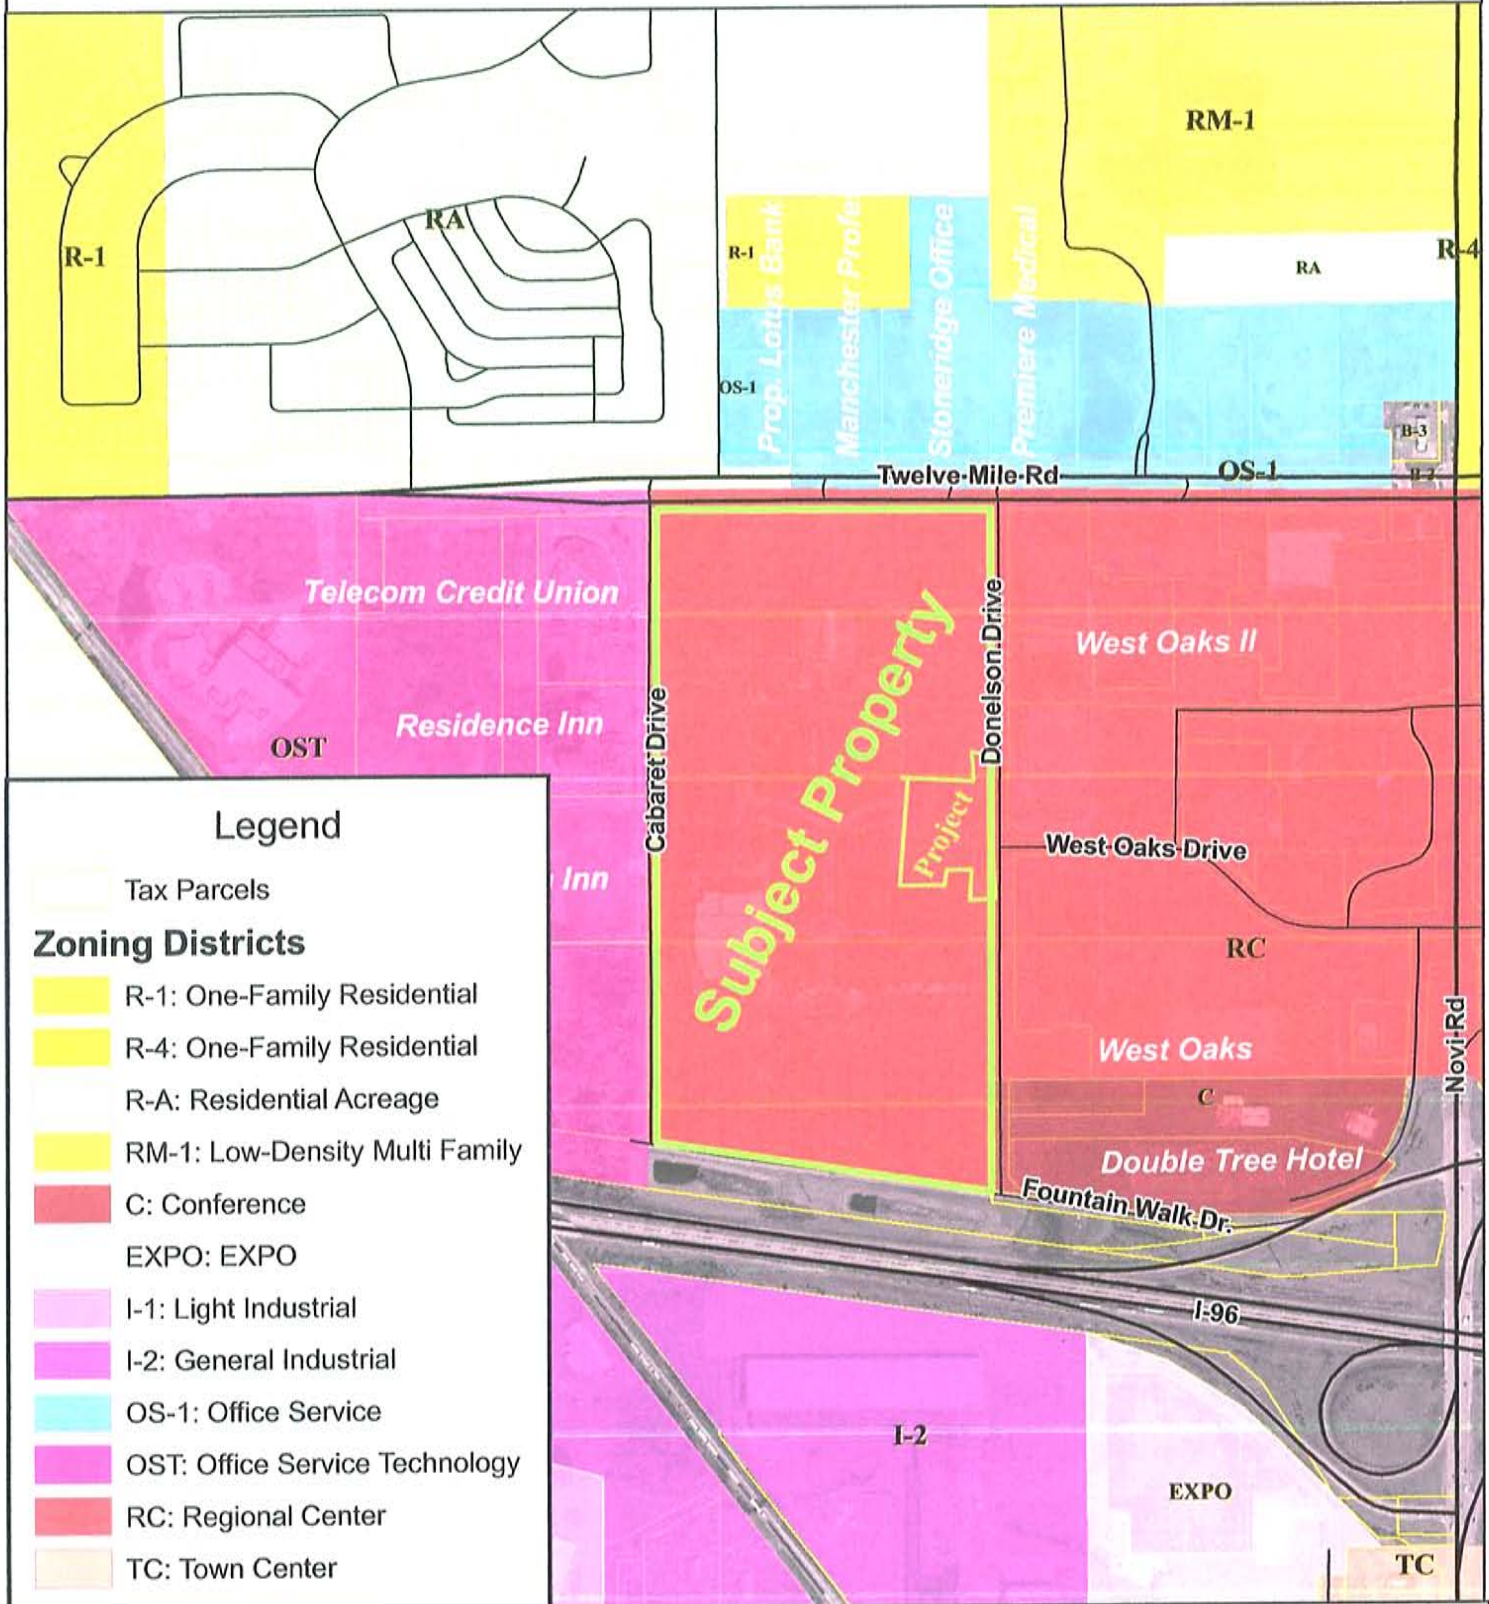 RM-1
RA
R-1
R-1
R-4
RA
Prop. Lotus Bank
Manchester Profe
Stoneridge Office
Premiere Medical
OS-1
B-3
Twelve Mile Rd
OS-1
Telecom Credit Union
Subject Property
Donelson Drive
West Oaks II
Residence Inn
Cabaret Drive
OST
Project
West Oaks Drive
Inn
RC
Novi Rd
West Oaks
C
Double Tree Hotel
Fountain Walk Dr.
I-96
I-2
EXPO
TC
Legend
Tax Parcels
Zoning Districts
R-1: One-Family Residential
R-4: One-Family Residential
R-A: Residential Acreage
RM-1: Low-Density Multi Family
C: Conference
EXPO: EXPO
I-1: Light Industrial
I-2: General Industrial
OS-1: Office Service
OST: Office Service Technology
RC: Regional Center
TC: Town Center